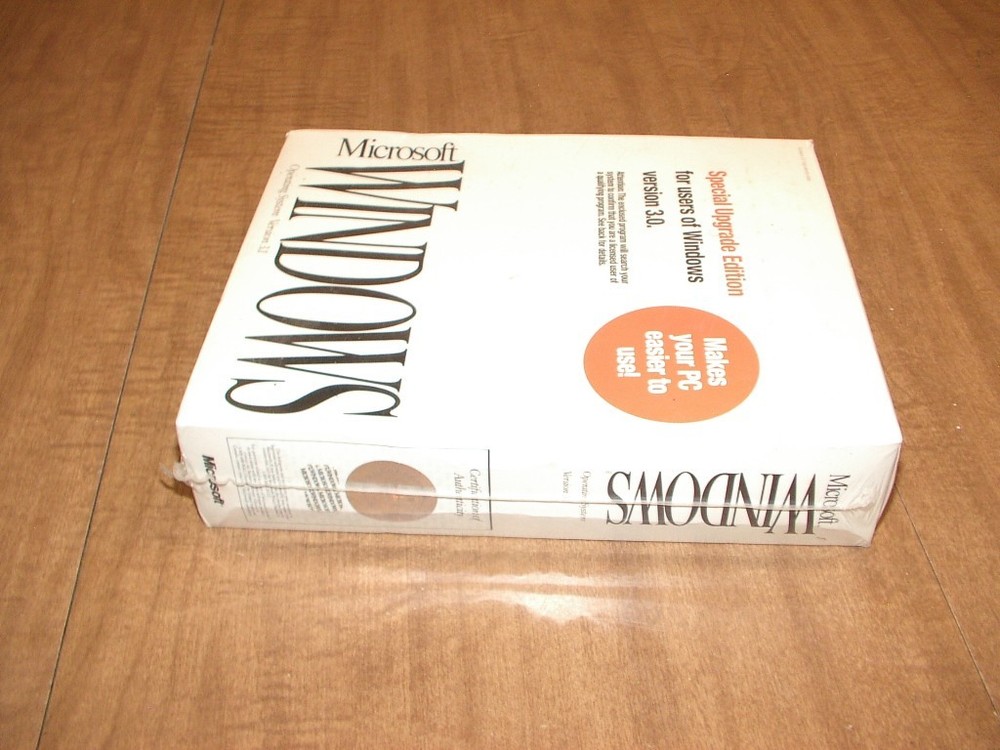 Microsoft
WINDOWS
Operating System Version 3.1
Special Upgrade Edition
for users of Windows
version 3.0.
Attention: The enclosed program will search your
system to confirm that you are a licensed user of
a qualifying program. See back for details.
Makes
your PC
easier to
use!
Microsoft
WINDOWS
Operating System
Version
Certificate of
Authenticity
Microsoft